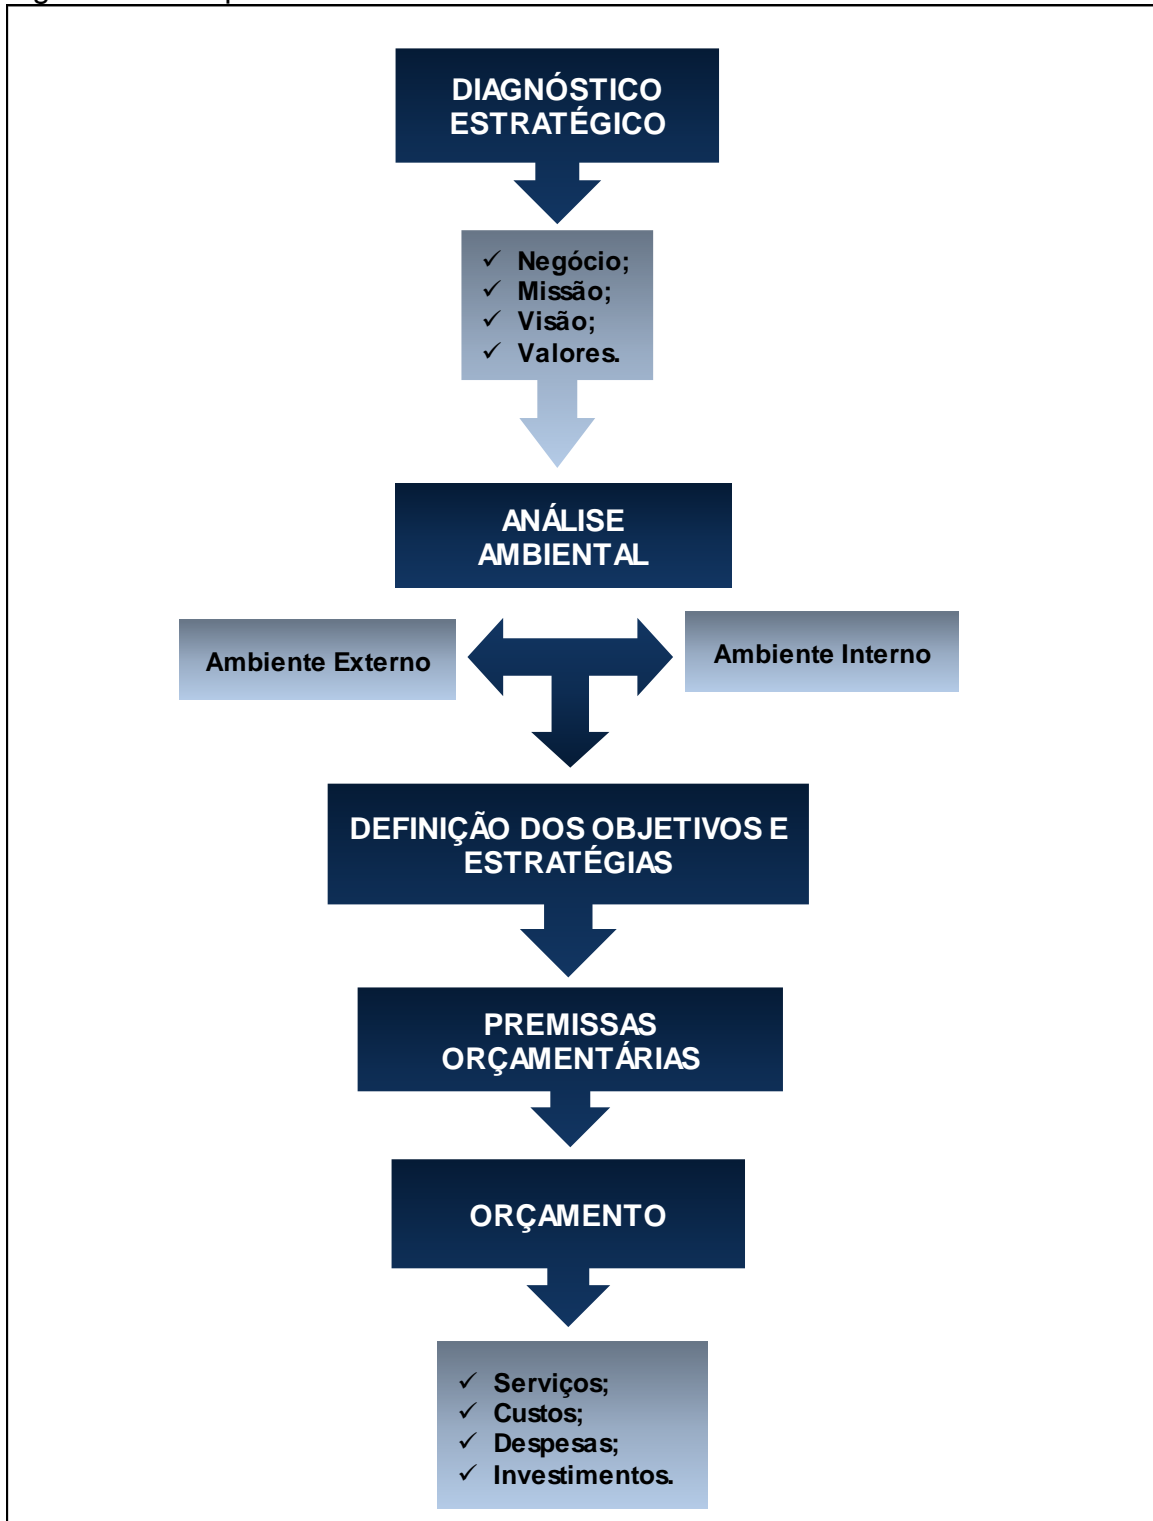 DIAGNÓSTICO
ESTRATÉGICO
✓ Negócio;
✓ Missão;
✓ Visão;
✓ Valores.
ANÁLISE
AMBIENTAL
Ambiente Externo
Ambiente Interno
DEFINIÇÃO DOS OBJETIVOS E
ESTRATÉGIAS
PREMISSAS
ORÇAMENTÁRIAS
ORÇAMENTO
✓ Serviços;
✓ Custos;
✓ Despesas;
✓ Investimentos.